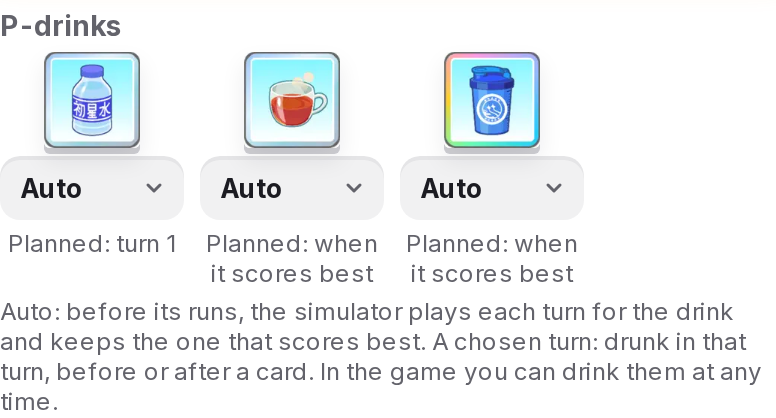 P-drinks
初星水
Auto
Auto
Auto
Planned: turn 1
Planned: when
it scores best
Planned: when
it scores best
Auto: before its runs, the simulator plays each turn for the drink
and keeps the one that scores best. A chosen turn: drunk in that
turn, before or after a card. In the game you can drink them at any
time.